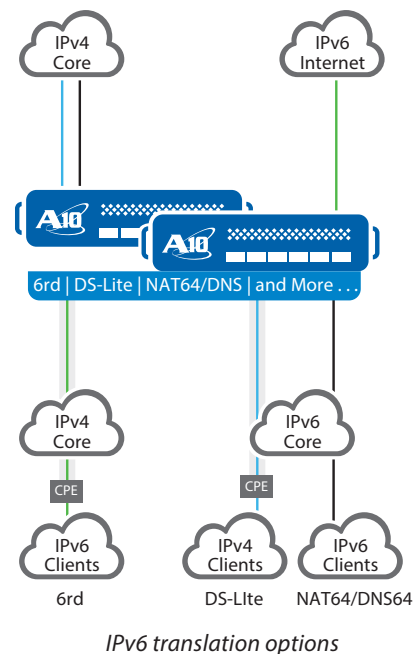 IPv4
Core
IPv6
Internet
A10
A10
6rd | DS-Lite | NAT64/DNS | and More . . .
IPv4
Core
IPv6
Core
CPE
CPE
IPv6
Clients
IPv4
Clients
IPv6
Clients
6rd
DS-LIte
NAT64/DNS64
IPv6 translation options